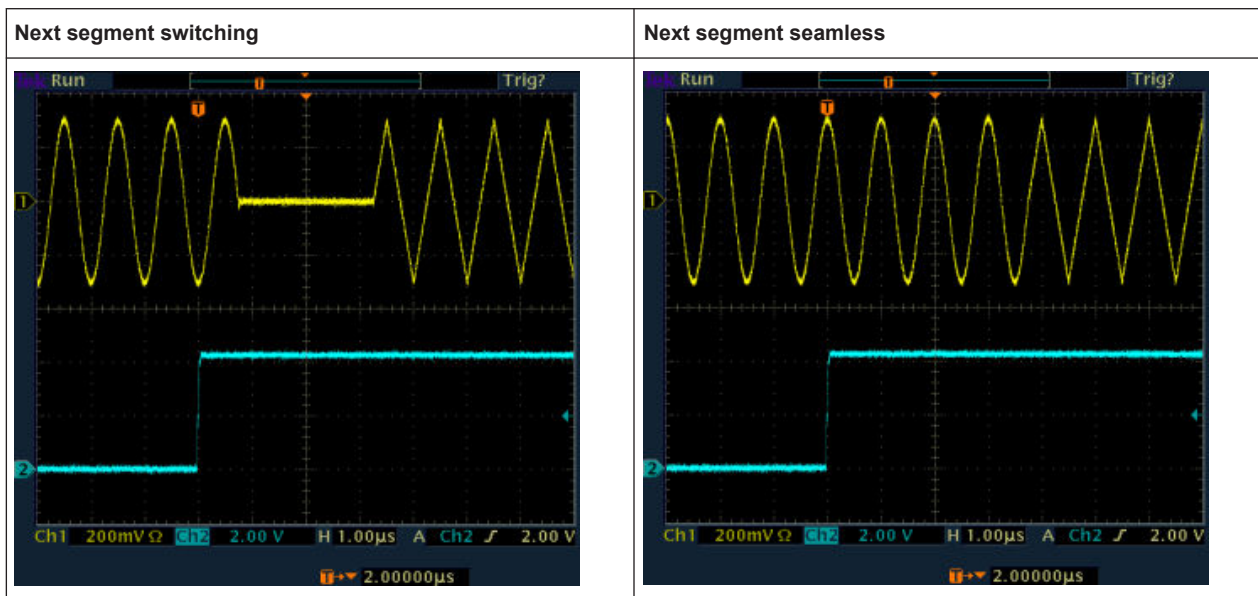 Next segment switching
Next segment seamless
Run Trig?
T
T
1
2
Ch1 200mV Ω Ch2 2.00 V H 1.00µs A Ch2 ƒ 2.00 V
T→▼ 2.00000µs
Run Trig?
T
T
1
2
Ch1 200mV Ω Ch2 2.00 V H 1.00µs A Ch2 ƒ 2.00 V
T→▼ 2.00000µs